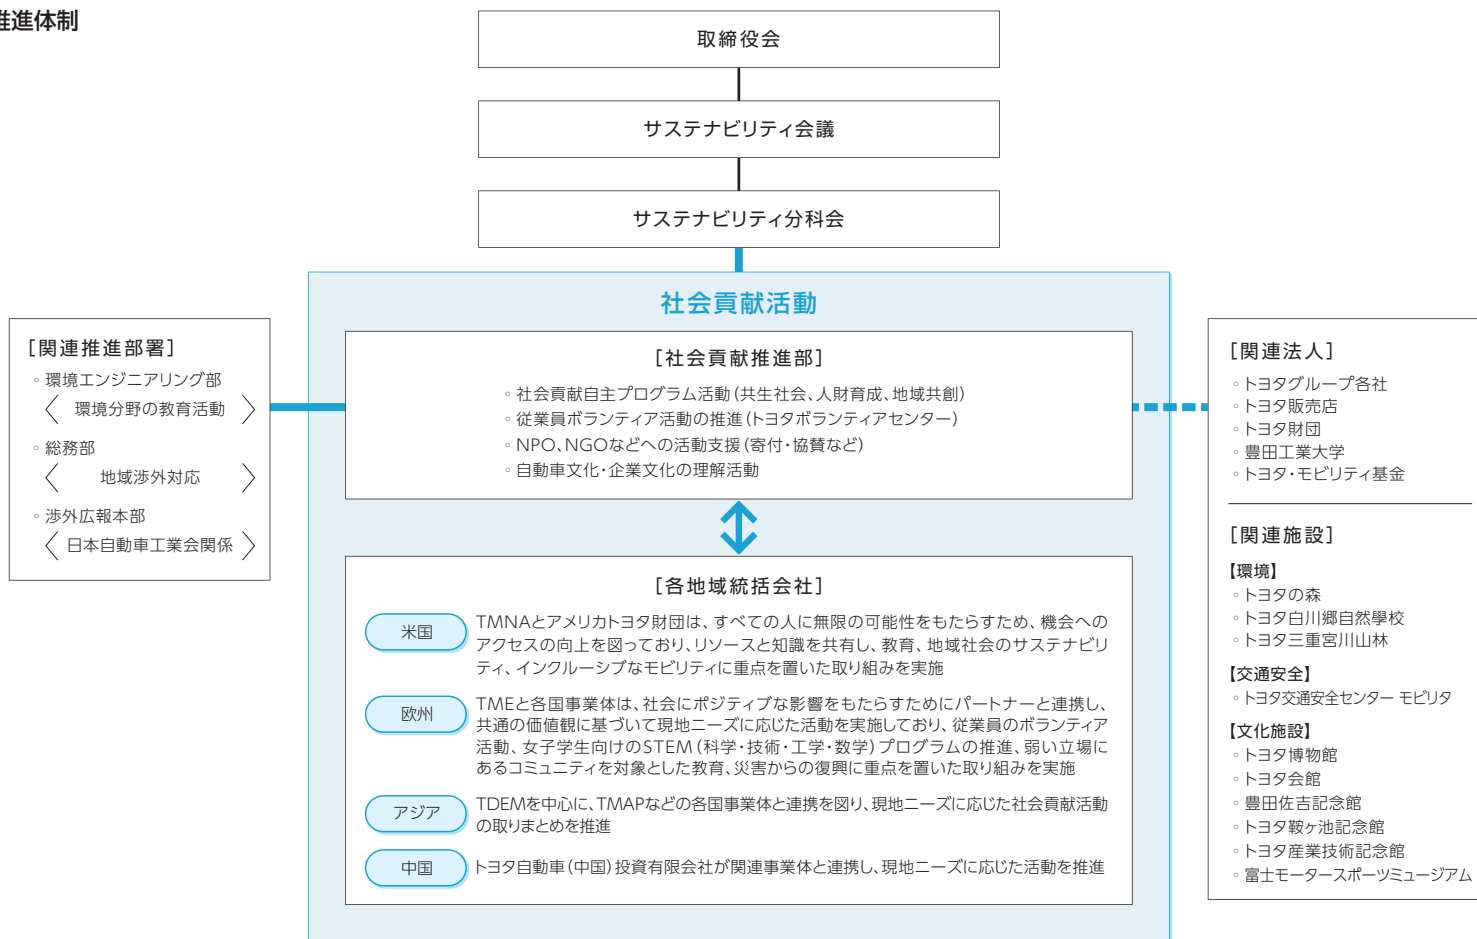 推進体制
取締役会
サステナビリティ会議
サステナビリティ分科会
社会貢献活動
[関連推進部署]
◦環境エンジニアリング部
〈 環境分野の教育活動 〉
◦総務部
〈 地域渉外対応 〉
◦渉外広報本部
〈 日本自動車工業会関係 〉
[社会貢献推進部]
◦社会貢献自主プログラム活動(共生社会、人財育成、地域共創)
◦従業員ボランティア活動の推進(トヨタボランティアセンター)
◦NPO、NGOなどへの活動支援(寄付・協賛など)
◦自動車文化・企業文化の理解活動
[各地域統括会社]
米国
TMNAとアメリカトヨタ財団は、すべての人に無限の可能性をもたらすため、機会への
アクセスの向上を図っており、リソースと知識を共有し、教育、地域社会のサステナビリ
ティ、インクルーシブなモビリティに重点を置いた取り組みを実施
欧州
TMEと各国事業体は、社会にポジティブな影響をもたらすためにパートナーと連携し、
共通の価値観に基づいて現地ニーズに応じた活動を実施しており、従業員のボランティア
活動、女子学生向けのSTEM(科学・技術・工学・数学)プログラムの推進、弱い立場に
あるコミュニティを対象とした教育、災害からの復興に重点を置いた取り組みを実施
アジア
TDEMを中心に、TMAPなどの各国事業体と連携を図り、現地ニーズに応じた社会貢献活動
の取りまとめを推進
中国
トヨタ自動車(中国)投資有限会社が関連事業体と連携し、現地ニーズに応じた活動を推進
[関連法人]
◦トヨタグループ各社
◦トヨタ販売店
◦トヨタ財団
◦豊田工業大学
◦トヨタ・モビリティ基金
[関連施設]
【環境】
◦トヨタの森
◦トヨタ白川郷自然學校
◦トヨタ三重宮川山林
【交通安全】
◦トヨタ交通安全センター モビリタ
【文化施設】
◦トヨタ博物館
◦トヨタ会館
◦豊田佐吉記念館
◦トヨタ鞍ヶ池記念館
◦トヨタ産業技術記念館
◦富士モータースポーツミュージアム